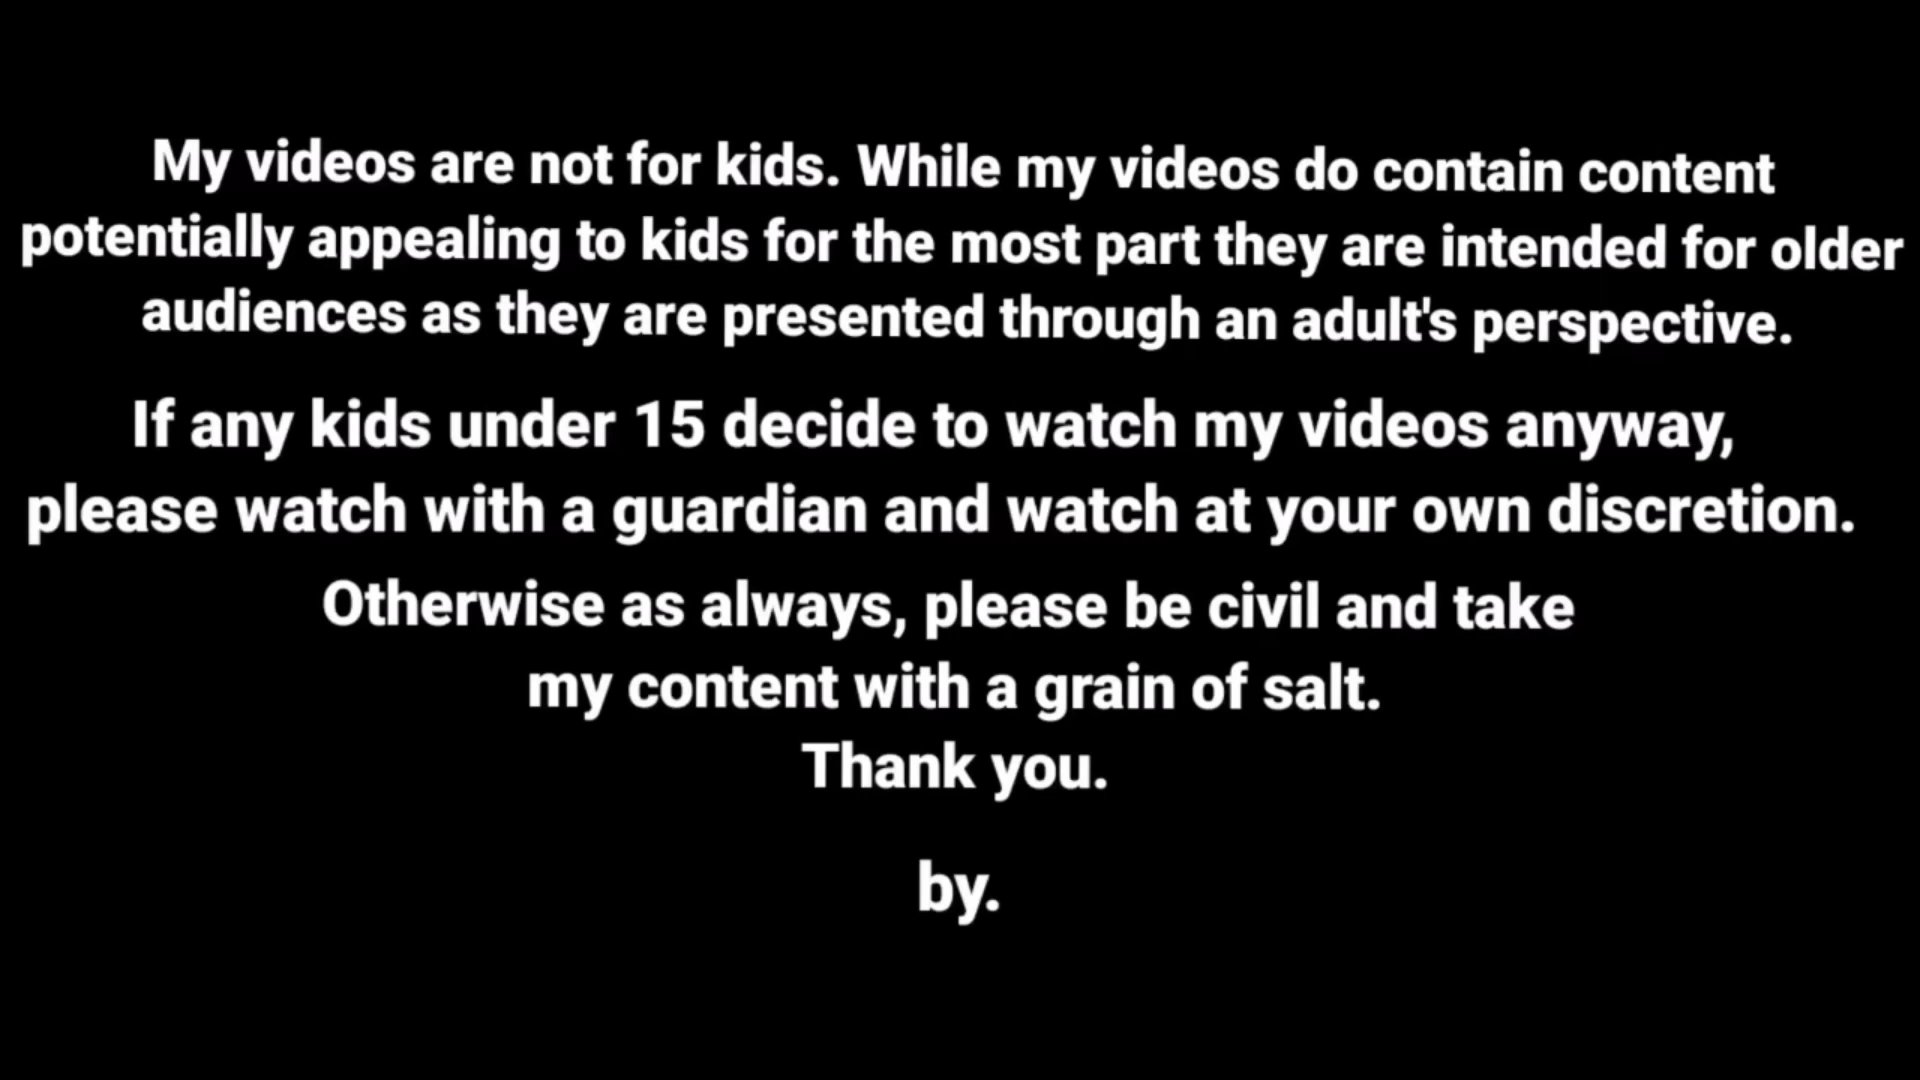 My videos are not for kids. While my videos do contain content
potentially appealing to kids for the most part they are intended for older
audiences as they are presented through an adult's perspective.
If any kids under 15 decide to watch my videos anyway,
please watch with a guardian and watch at your own discretion.
Otherwise as always, please be civil and take
my content with a grain of salt.
Thank you.
by.